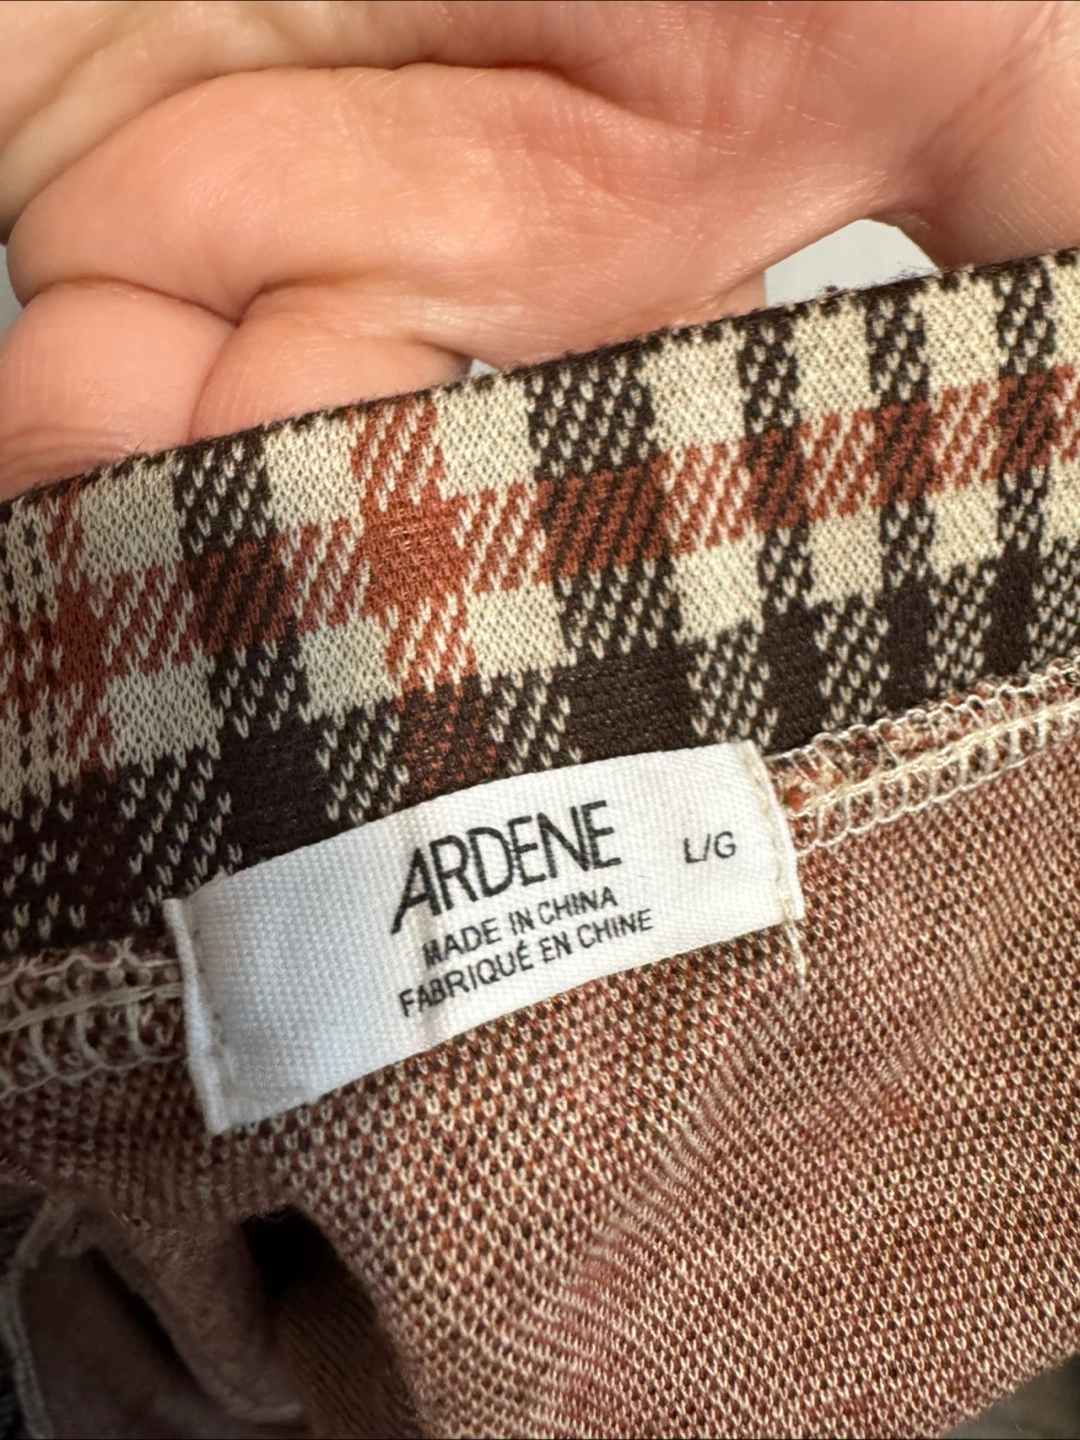 ARDENE
L/G
MADE IN CHINA
FABRIQUÉ EN CHINE